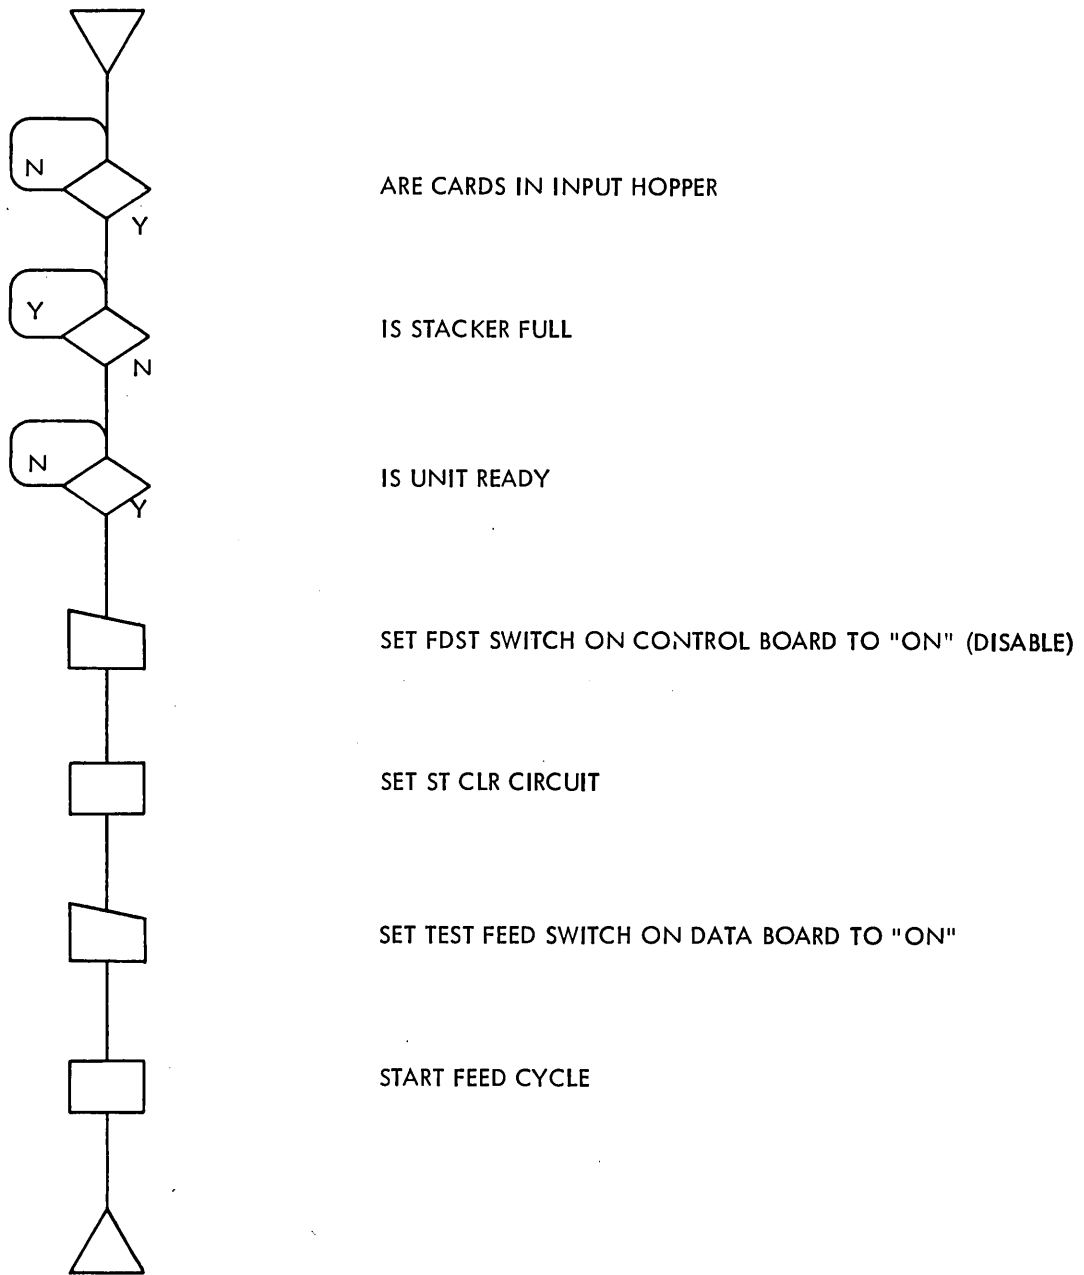 N
ARE CARDS IN INPUT HOPPER
Y
Y
IS STACKER FULL
N
N
IS UNIT READY
Y
SET FDST SWITCH ON CONTROL BOARD TO "ON" (DISABLE)
SET ST CLR CIRCUIT
SET TEST FEED SWITCH ON DATA BOARD TO "ON"
START FEED CYCLE